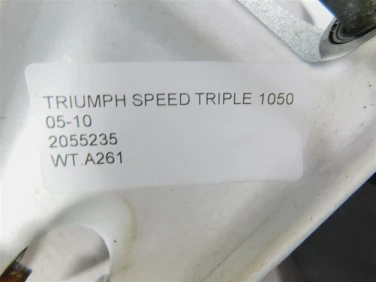 TRIUMPH SPEED TRIPLE 1050
05-10
2055235
WT.A261